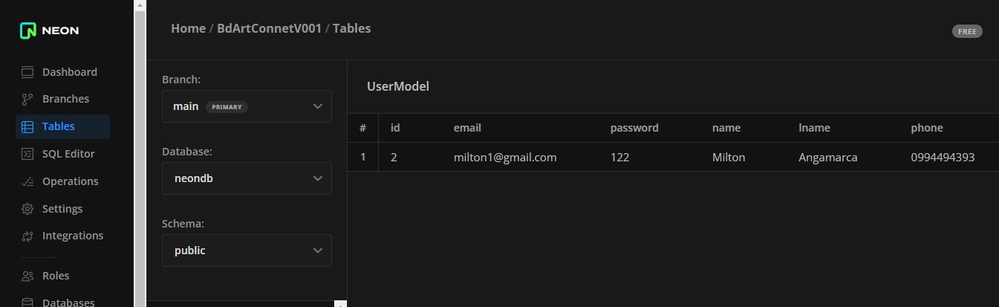 NEON
Dashboard
Branches
Tables
SQL Editor
Operations
Settings
Integrations
Roles
Databases
Home / BdArtConnetV001 / Tables
FREE
Branch:
main PRIMARY
Database:
neondb
Schema:
public
UserModel
# id email password name lname phone
1 2 milton1@gmail.com 122 Milton Angamarca 0994494393